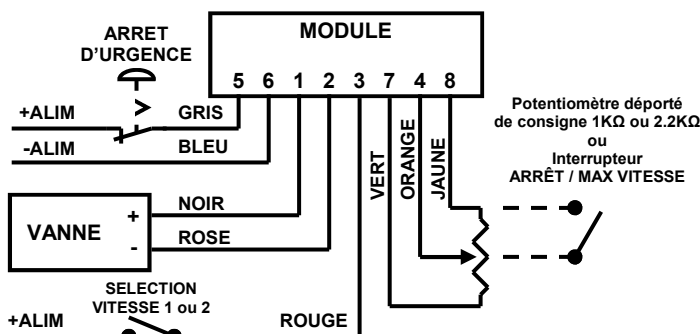 MODULE
5 6 1 2 3 7 4 8
ARRET
D'URGENCE
+ALIM
GRIS
-ALIM
BLEU
VERT
ORANGE
JAUNE
Potentiomètre déporté
de consigne 1KΩ ou 2.2KΩ
ou
Interrupteur
ARRÊT / MAX VITESSE
VANNE
+
-
NOIR
ROSE
SELECTION
VITESSE 1 ou 2
+ALIM
ROUGE